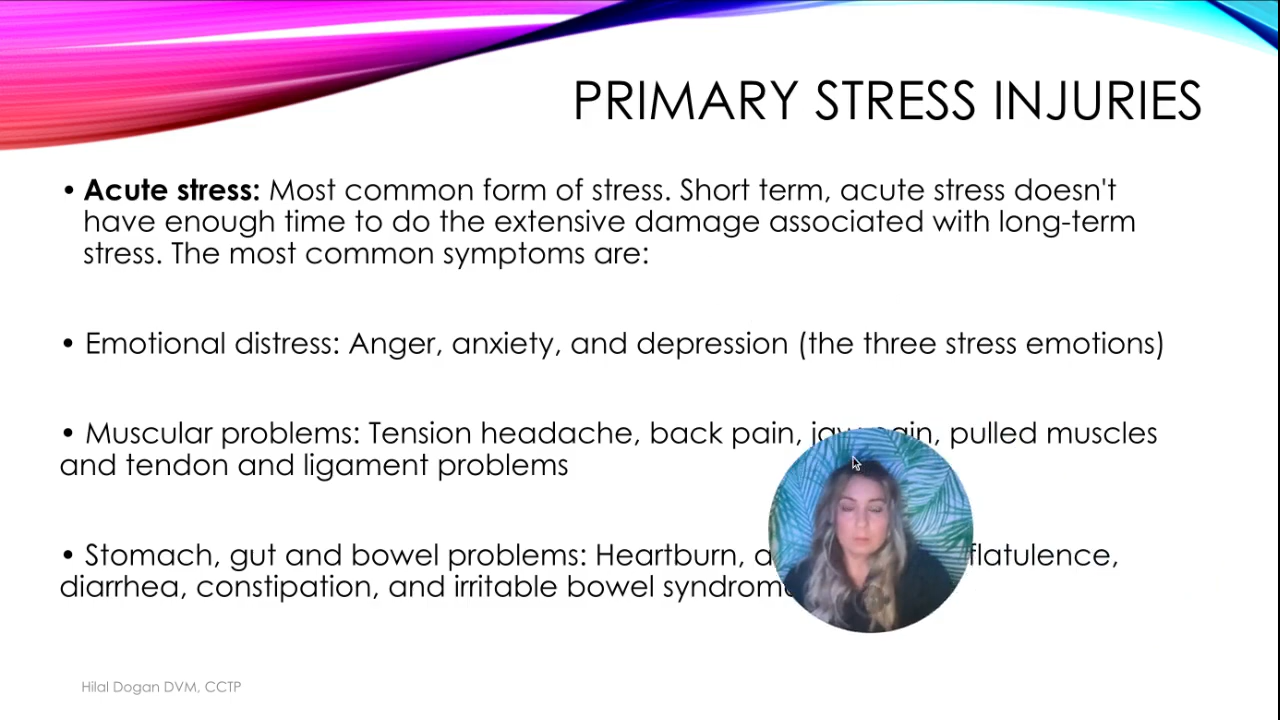 PRIMARY STRESS INJURIES
• Acute stress: Most common form of stress. Short term, acute stress doesn't
have enough time to do the extensive damage associated with long-term
stress. The most common symptoms are:
• Emotional distress: Anger, anxiety, and depression (the three stress emotions)
• Muscular problems: Tension headache, back pain, jaw pain, pulled muscles
and tendon and ligament problems
• Stomach, gut and bowel problems: Heartburn, flatulence,
diarrhea, constipation, and irritable bowel syndrome
Hilal Dogan DVM, CCTP